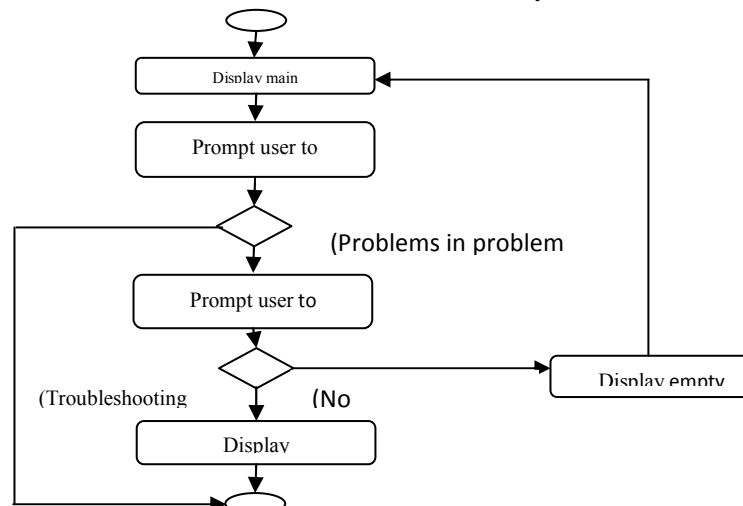 Display main
Prompt user to
(Problems in problem
Prompt user to
(Troubleshooting
(No
Display empty
Display